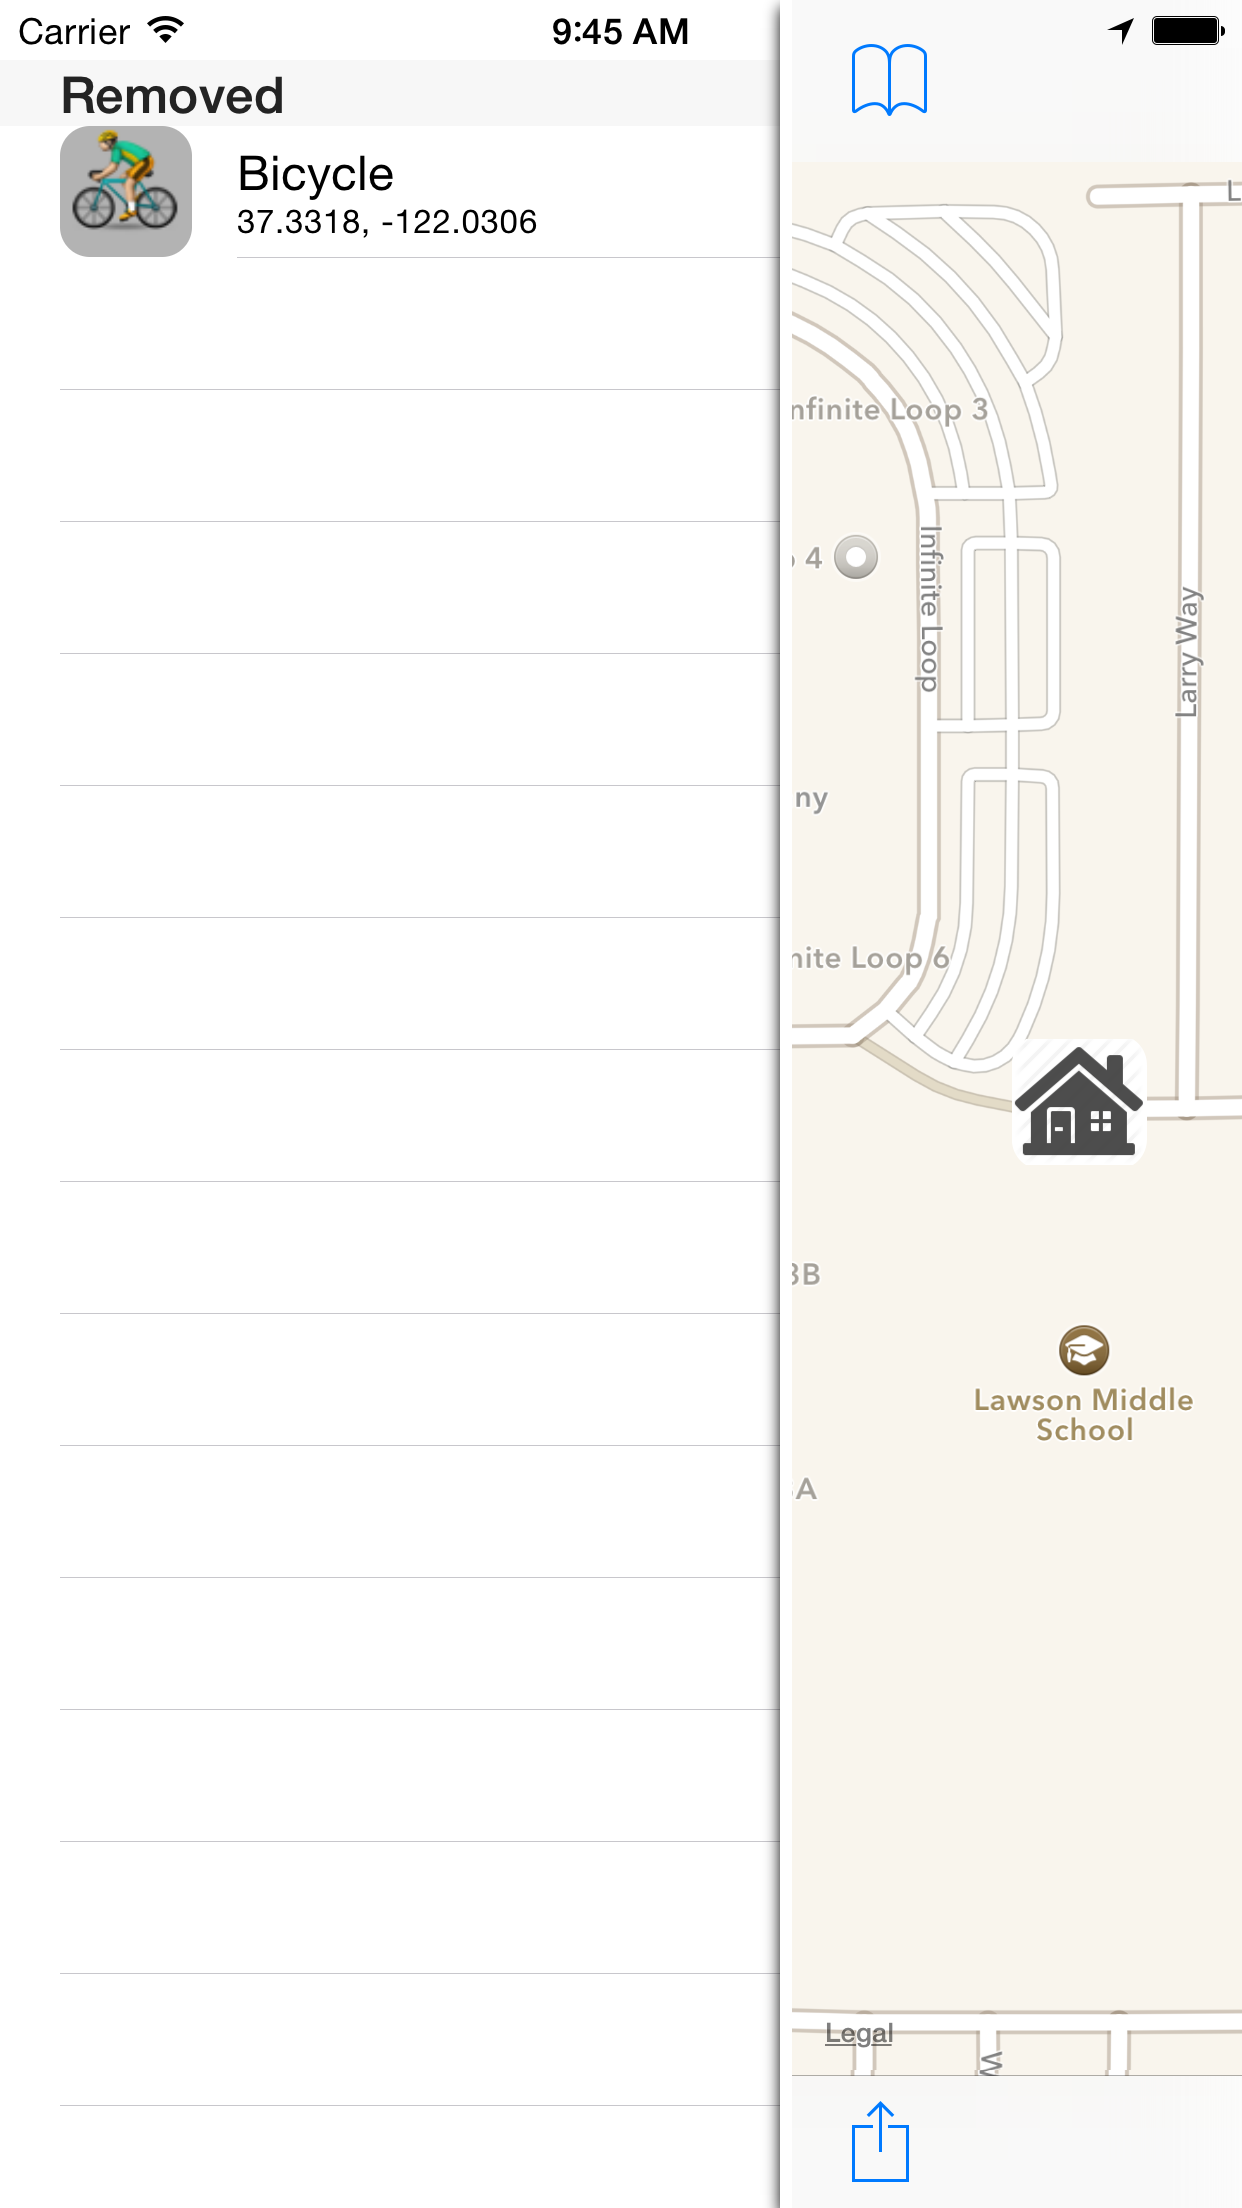 Carrier
9:45 AM
Removed
Bicycle
37.3318, -122.0306
L
nfinite Loop 3
4
Infinite Loop
Larry Way
ny
nite Loop 6
3B
Lawson Middle
School
A
Legal
W